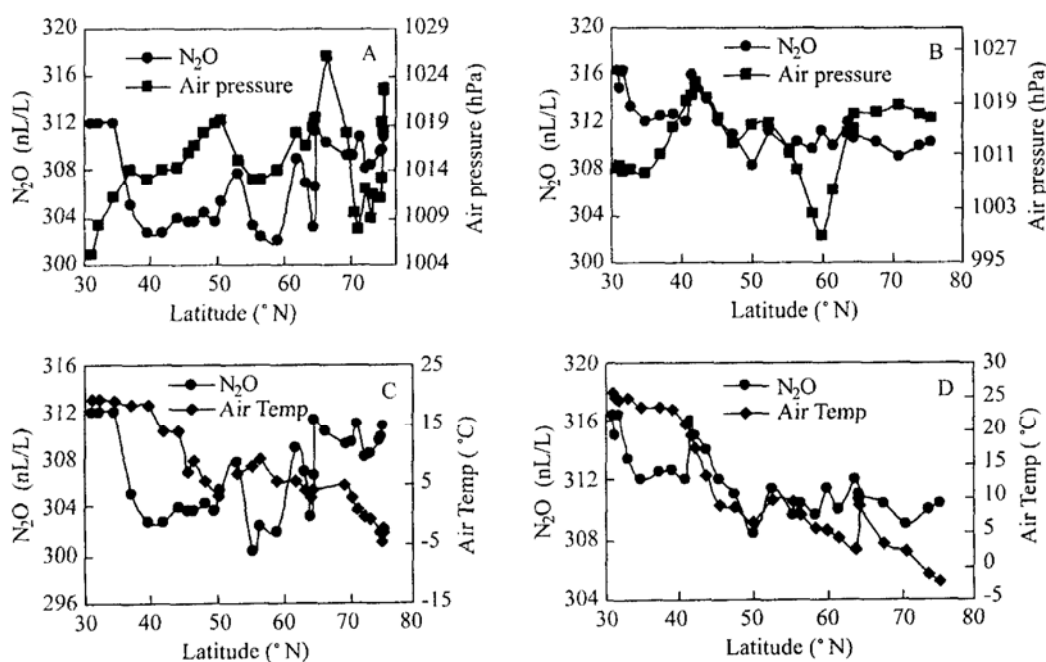 A
N₂O
Air pressure
N₂O (nL/L)
320
316
312
308
304
300
1029
1024
1019
1014
1009
1004
Air pressure (hPa)
30 40 50 60 70
Latitude (° N)
B
N₂O
Air pressure
N₂O (nL/L)
320
316
312
308
304
300
1027
1019
1011
1003
995
Air pressure (hPa)
30 40 50 60 70 80
Latitude (° N)
C
N₂O
Air Temp
N₂O (nL/L)
316
312
308
304
300
296
25
15
5
-5
-15
Air Temp (°C)
30 40 50 60 70 80
Latitude (° N)
D
N₂O
Air Temp
N₂O (nL/L)
320
316
312
308
304
30
25
20
15
10
5
0
-5
Air Temp (°C)
30 40 50 60 70 80
Latitude (° N)